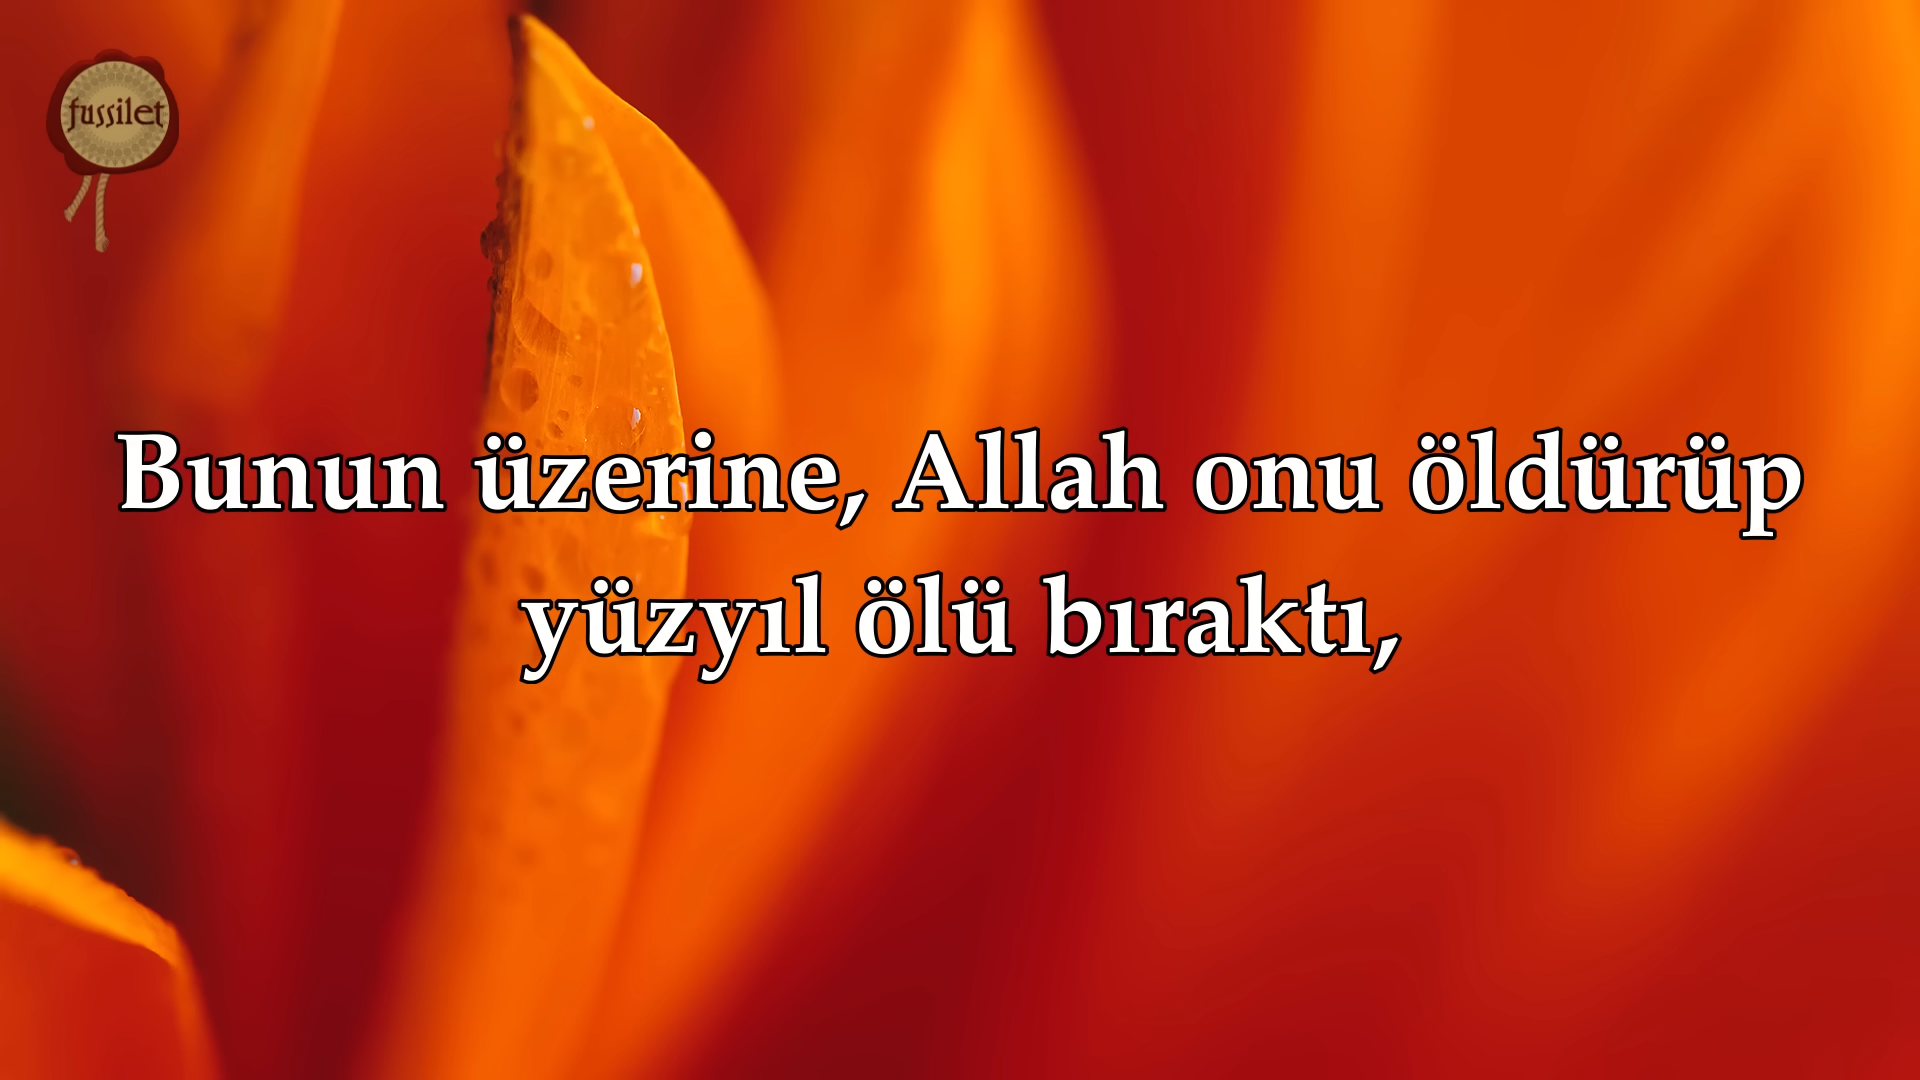 fussilet
Bunun üzerine, Allah onu öldürüp
yüzyıl ölü bıraktı,